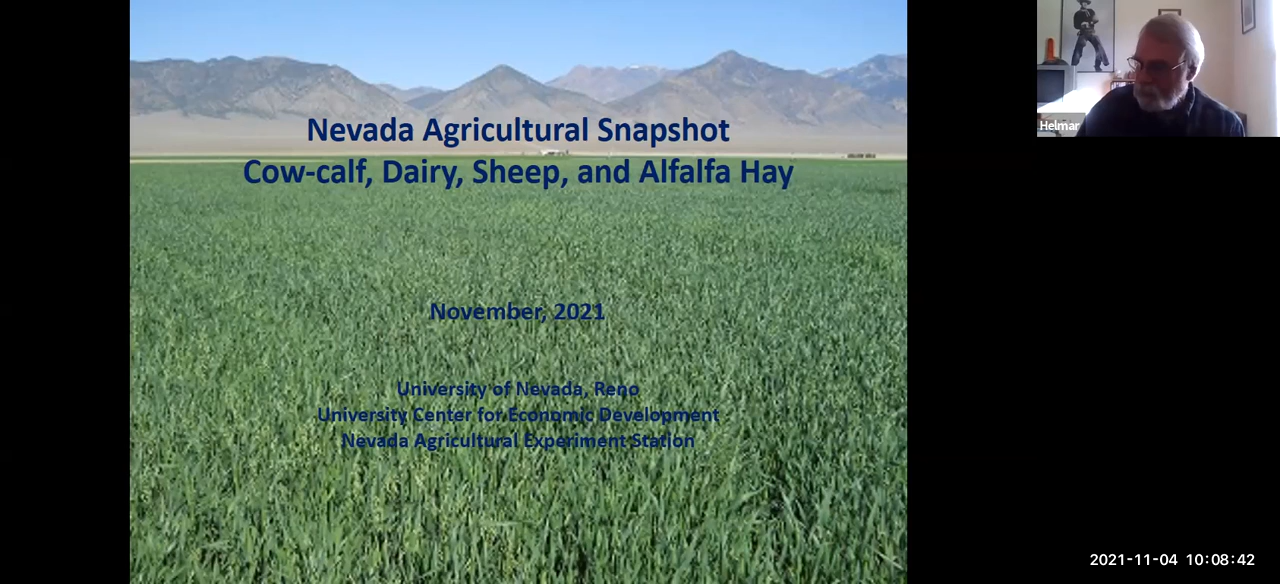 Nevada Agricultural Snapshot
Cow-calf, Dairy, Sheep, and Alfalfa Hay
November, 2021
University of Nevada, Reno
University Center for Economic Development
Nevada Agricultural Experiment Station
Helmar
2021-11-04 10:08:42